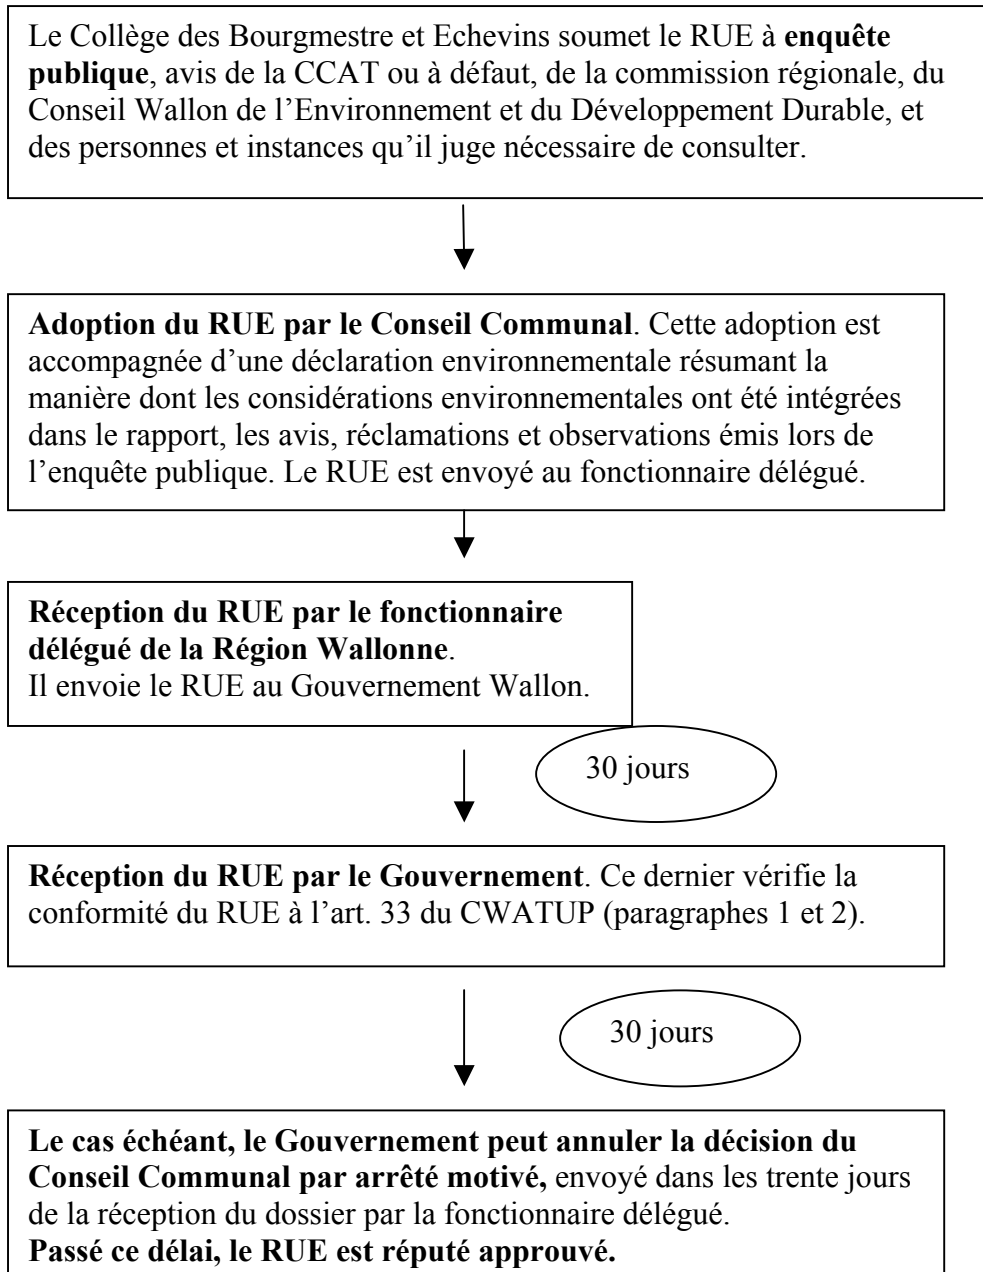 Le Collège des Bourgmestre et Echevins soumet le RUE à enquête
publique, avis de la CCAT ou à défaut, de la commission régionale, du
Conseil Wallon de l’Environnement et du Développement Durable, et
des personnes et instances qu’il juge nécessaire de consulter.
Adoption du RUE par le Conseil Communal. Cette adoption est
accompagnée d’une déclaration environnementale résumant la
manière dont les considérations environnementales ont été intégrées
dans le rapport, les avis, réclamations et observations émis lors de
l’enquête publique. Le RUE est envoyé au fonctionnaire délégué.
Réception du RUE par le fonctionnaire
délégué de la Région Wallonne.
Il envoie le RUE au Gouvernement Wallon.
30 jours
Réception du RUE par le Gouvernement. Ce dernier vérifie la
conformité du RUE à l’art. 33 du CWATUP (paragraphes 1 et 2).
30 jours
Le cas échéant, le Gouvernement peut annuler la décision du
Conseil Communal par arrêté motivé, envoyé dans les trente jours
de la réception du dossier par la fonctionnaire délégué.
Passé ce délai, le RUE est réputé approuvé.